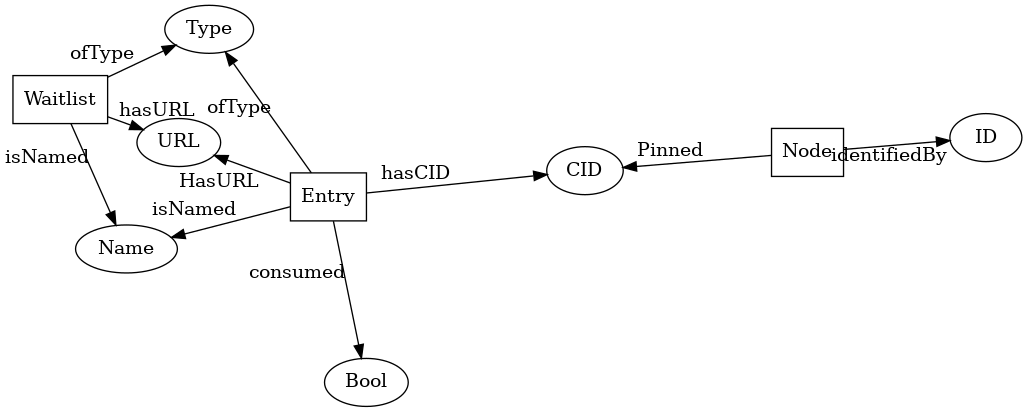 Type
ofType
Waitlist
hasURL
ofType
URL
Pinned
Node
identifiedBy
ID
isNamed
HasURL
hasCID
CID
Entry
isNamed
Name
consumed
Bool